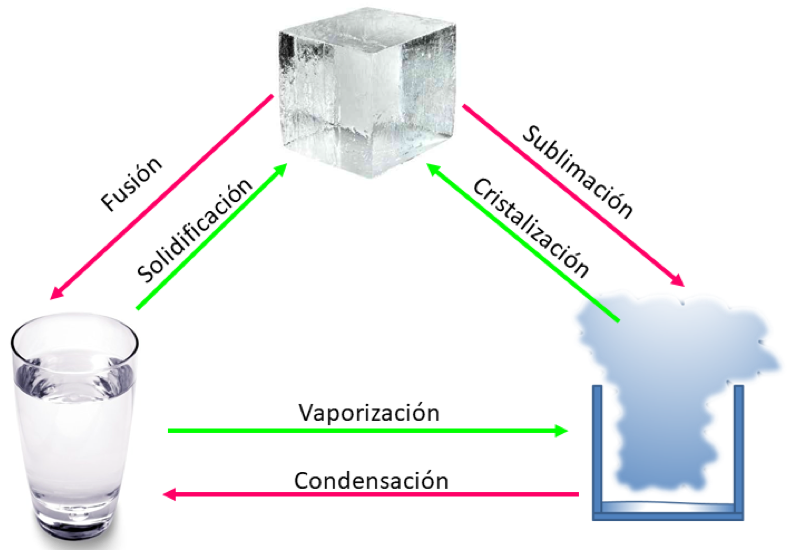 Fusión
Solidificación
Sublimación
Cristalización
Vaporización
Condensación